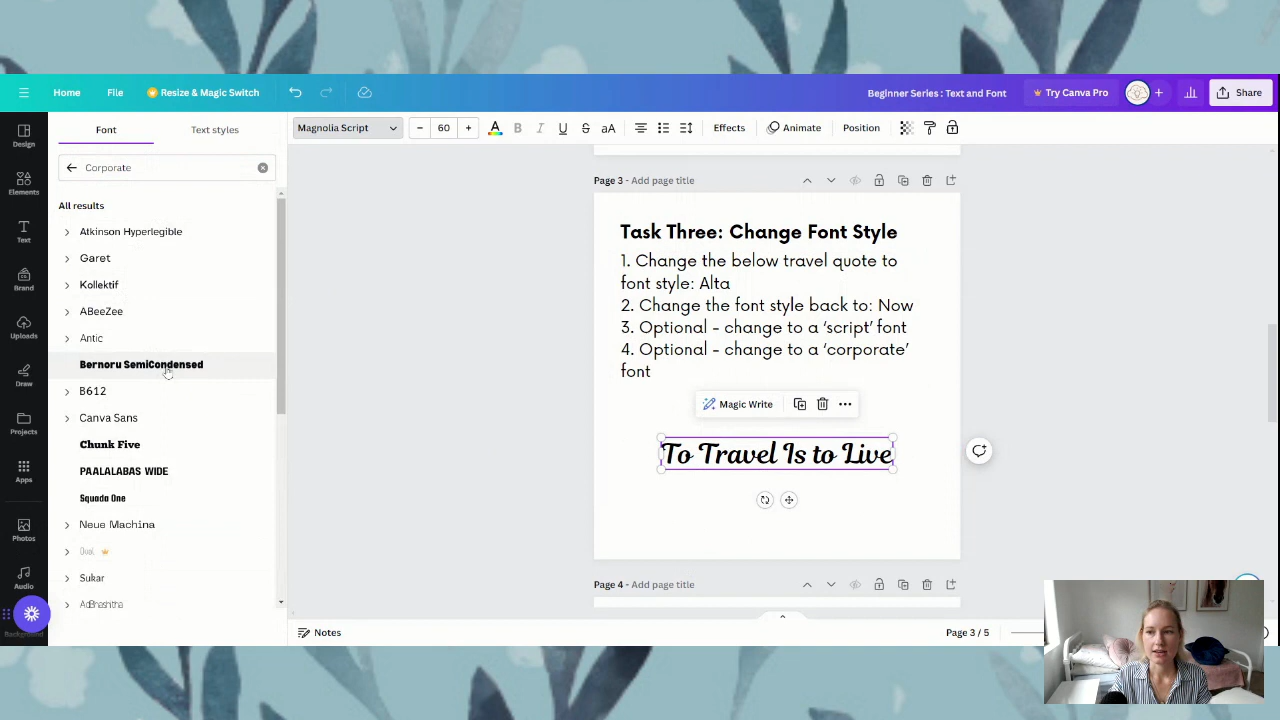 Home
File
Resize & Magic Switch
Beginner Series : Text and Font
Try Canva Pro
Share
Design
Elements
Text
Brand
Uploads
Draw
Projects
Apps
Photos
Audio
Background
Font
Text styles
Corporate
All results
Atkinson Hyperlegible
Garet
Kollektif
ABeeZee
Antic
Bernoru SemiCondensed
B612
Canva Sans
Chunk Five
PAALALABAS WIDE
Squada One
Neue Machina
Qual
Sukar
Magnolia Script
– 60 +
A B I U S aA
Effects
Animate
Position
Page 3 - Add page title
Task Three: Change Font Style
1. Change the below travel quote to
font style: Alta
2. Change the font style back to: Now
3. Optional - change to a ‘script’ font
4. Optional - change to a ‘corporate’
font
Magic Write
To Travel Is to Live
Page 4 - Add page title
Notes
Page 3 / 5